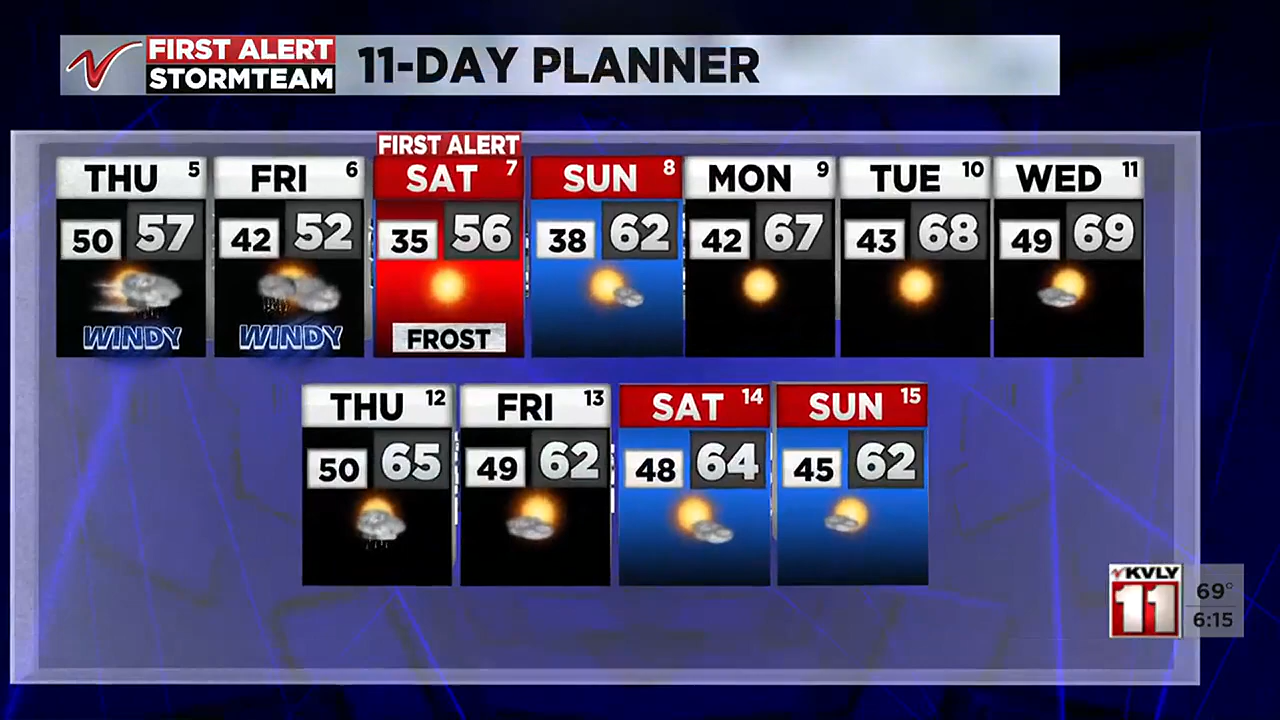 FIRST ALERT
STORMTEAM
11-DAY PLANNER
FIRST ALERT
THU 5 FRI 6 SAT 7 SUN 8 MON 9 TUE 10 WED 11
50 57 42 52 35 56 38 62 42 67 43 68 49 69
WINDY WINDY FROST
THU 12 FRI 13 SAT 14 SUN 15
50 65 49 62 48 64 45 62
KVLY
11
69°
6:15